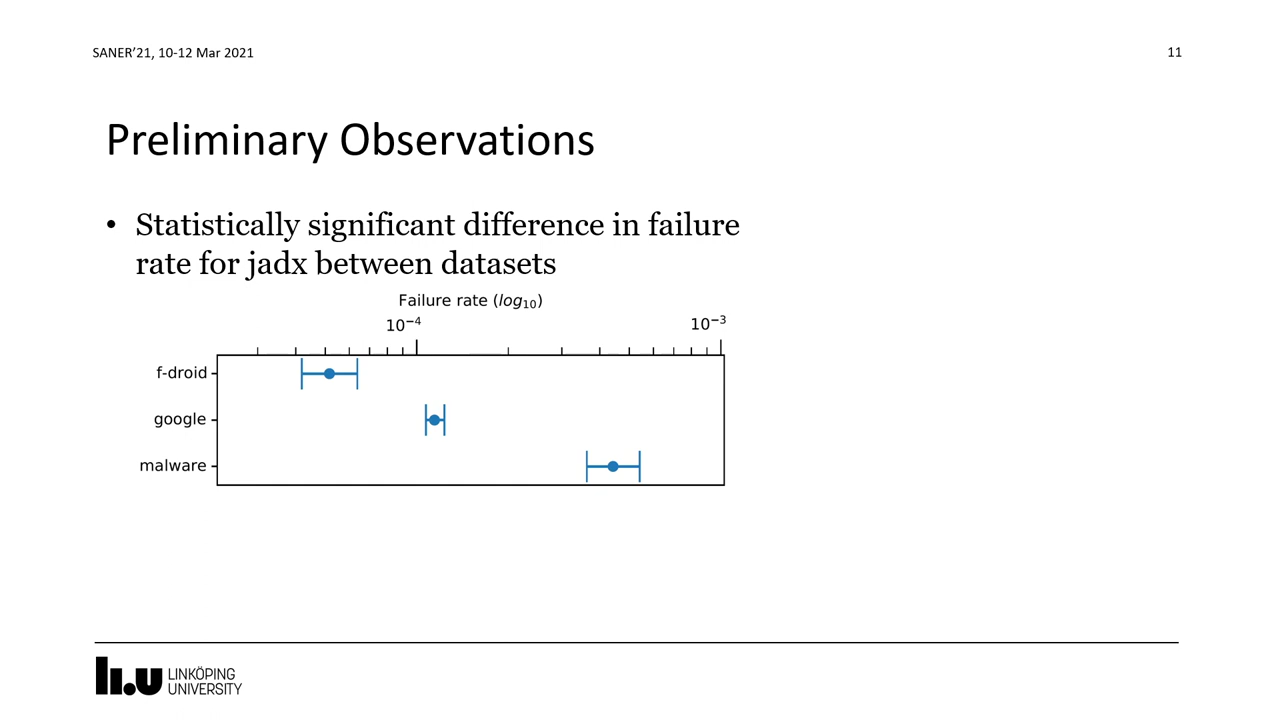 SANER’21, 10-12 Mar 2021
11
Preliminary Observations
• Statistically significant difference in failure
rate for jadx between datasets
Failure rate (log₁₀)
10⁻⁴ 10⁻³
f-droid
google
malware
LINKÖPING
UNIVERSITY